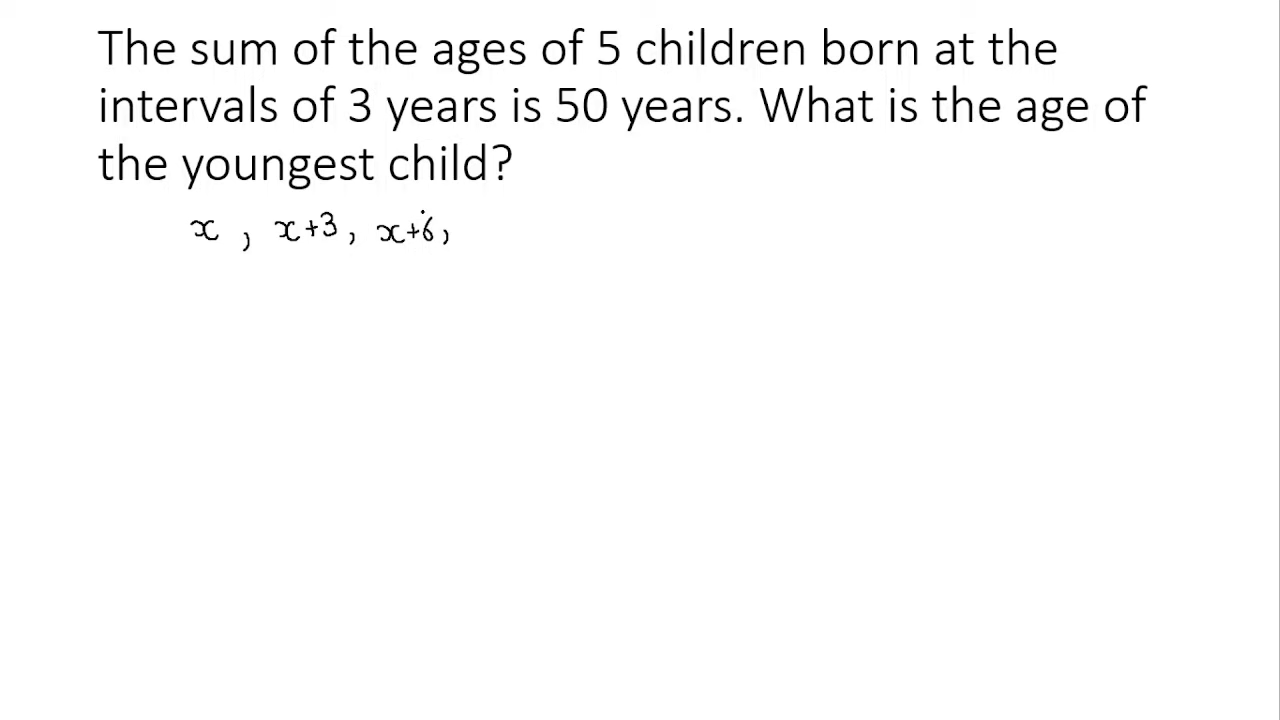 The sum of the ages of 5 children born at the
intervals of 3 years is 50 years. What is the age of
the youngest child?
x , x+3, x+6,